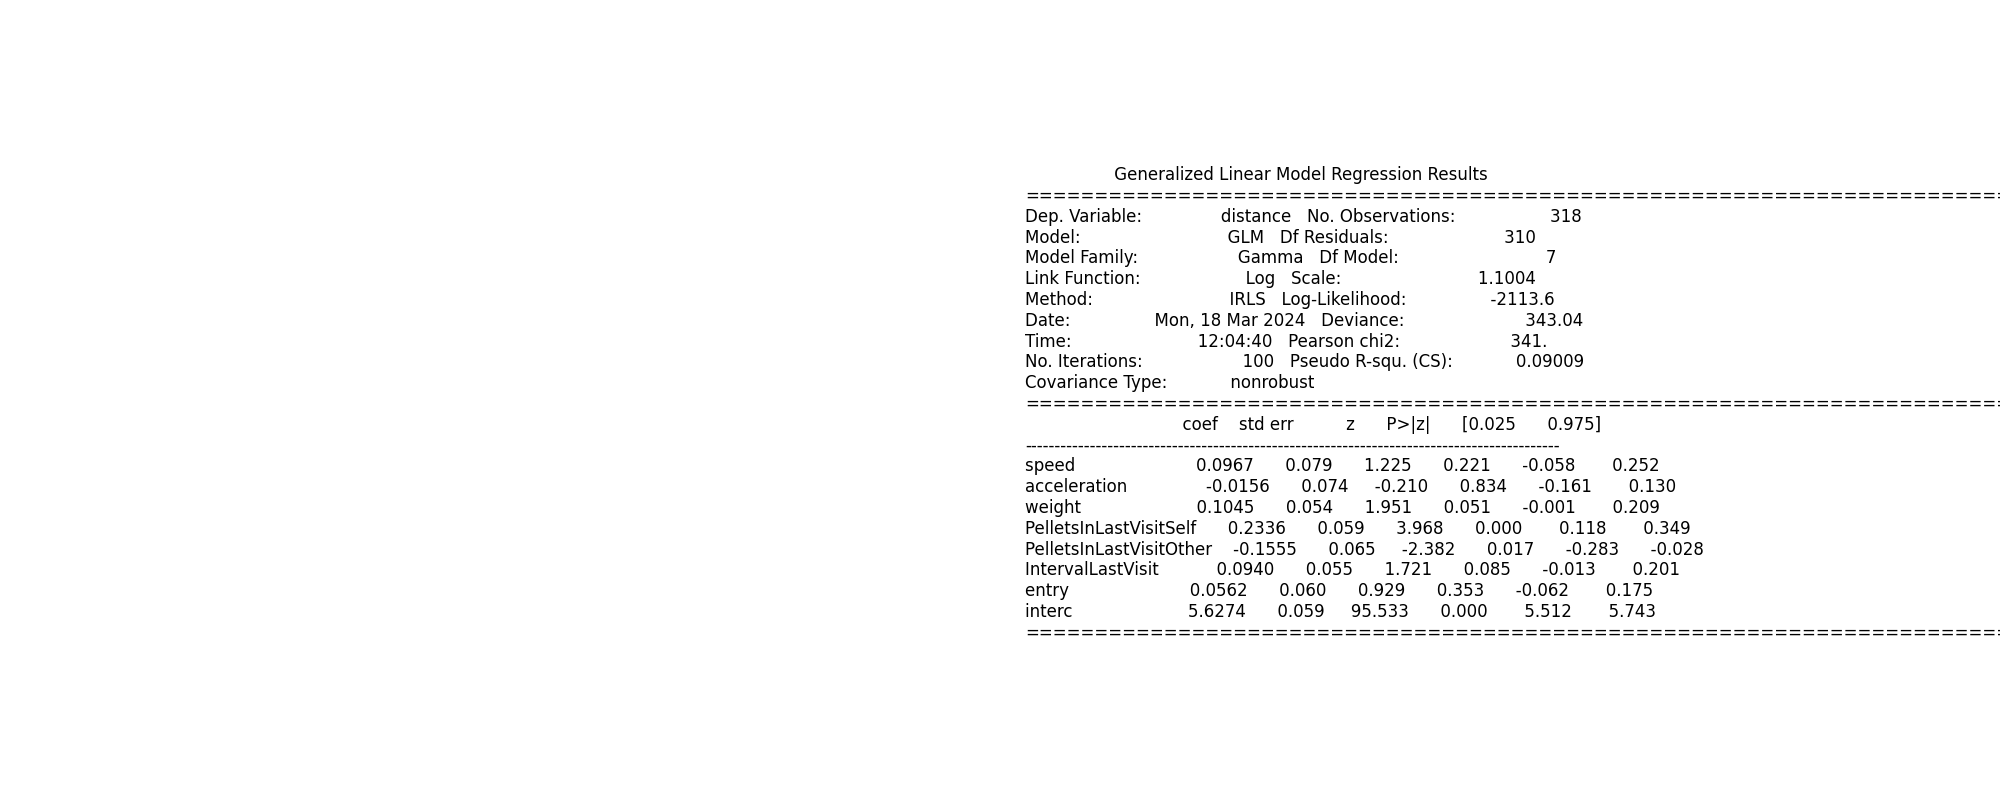 Generalized Linear Model Regression Results
==============================================================================
Dep. Variable: distance No. Observations: 318
Model: GLM Df Residuals: 310
Model Family: Gamma Df Model: 7
Link Function: Log Scale: 1.1004
Method: IRLS Log-Likelihood: -2113.6
Date: Mon, 18 Mar 2024 Deviance: 343.04
Time: 12:04:40 Pearson chi2: 341.
No. Iterations: 100 Pseudo R-squ. (CS): 0.09009
Covariance Type: nonrobust
==============================================================================
coef std err z P>|z| [0.025 0.975]
------------------------------------------------------------------------------------------------
speed 0.0967 0.079 1.225 0.221 -0.058 0.252
acceleration -0.0156 0.074 -0.210 0.834 -0.161 0.130
weight 0.1045 0.054 1.951 0.051 -0.001 0.209
PelletsInLastVisitSelf 0.2336 0.059 3.968 0.000 0.118 0.349
PelletsInLastVisitOther -0.1555 0.065 -2.382 0.017 -0.283 -0.028
IntervalLastVisit 0.0940 0.055 1.721 0.085 -0.013 0.201
entry 0.0562 0.060 0.929 0.353 -0.062 0.175
interc 5.6274 0.059 95.533 0.000 5.512 5.743
==============================================================================